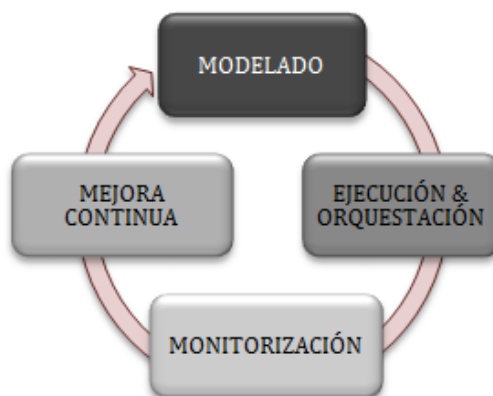 MODELADO
EJECUCIÓN &
ORQUESTACIÓN
MONITORIZACIÓN
MEJORA
CONTINUA